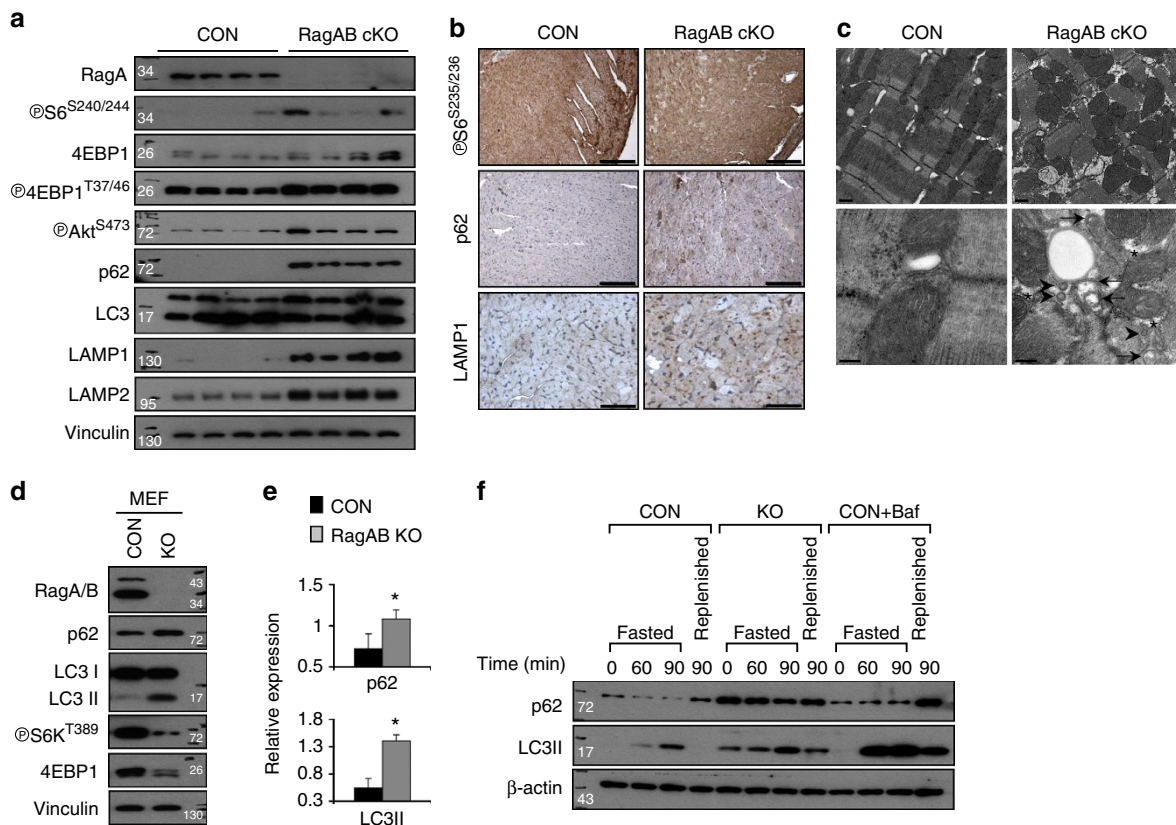 a
CON RagAB cKO
RagA 34
ⓅS6S240/244 34
4EBP1 26
Ⓟ4EBP1T37/46 26
ⓅAktS473 72
p62 72
LC3 17
LAMP1 130
LAMP2 95
Vinculin 130
b
CON RagAB cKO
ⓅS6S235/236
p62
LAMP1
c
CON RagAB cKO
* * *
d
MEF
CON KO
RagA/B 43
34
p62 72
LC3 I
LC3 II 17
ⓅS6KT389 72
4EBP1 26
Vinculin 130
e
CON
RagAB KO
Relative expression
1.5
*
1
0.5
p62
1.8
*
1.3
0.8
0.3
LC3II
f
CON KO CON+Baf
Replenished Replenished Replenished
Fasted Fasted Fasted
Time (min) 0 60 90 90 0 60 90 90 0 60 90 90
p62 72
LC3II 17
β-actin 43